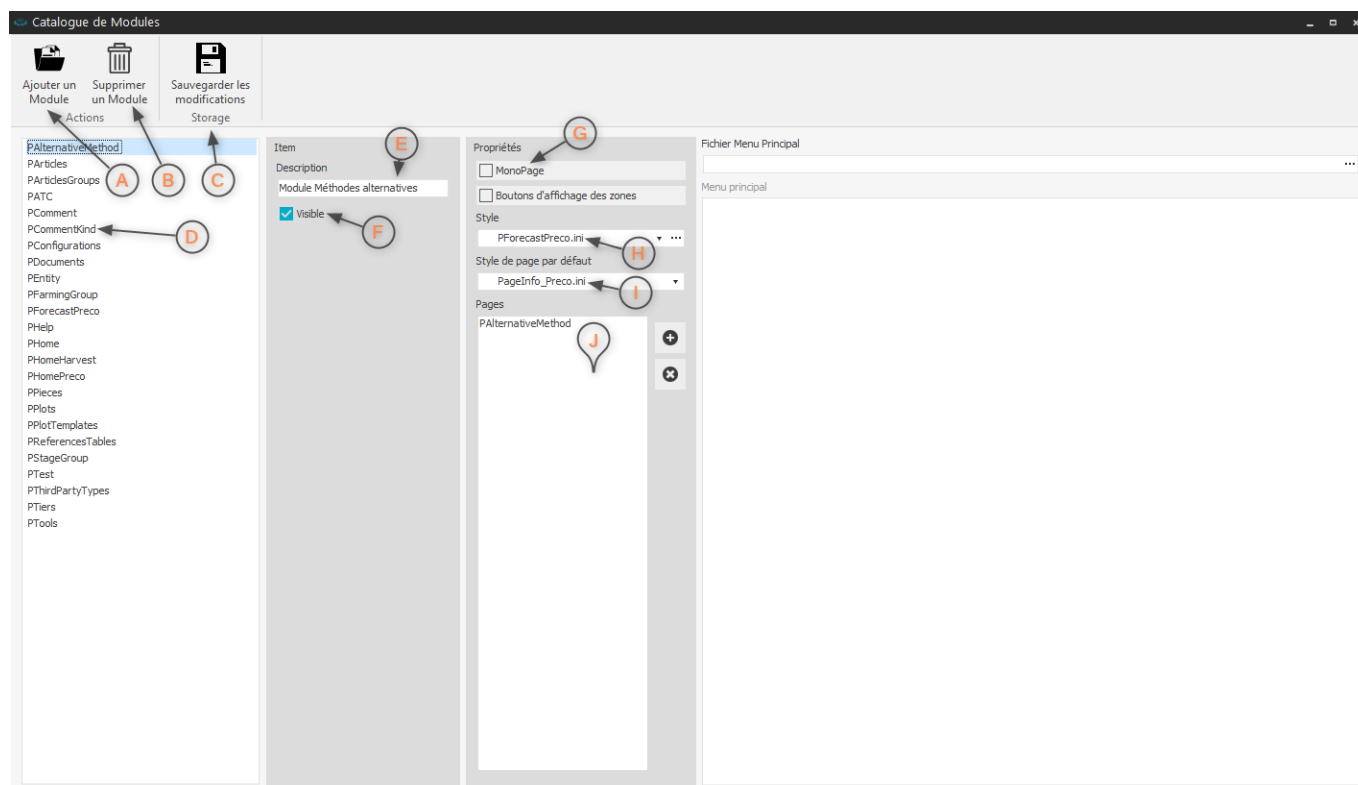 Catalogue de Modules
Ajouter un
Module
Supprimer
un Module
Actions
Sauvegarder les
modifications
Storage
PAlternativeMethod
PArticles
PArticlesGroups
PATC
PComment
PCommentKind
PConfigurations
PDocuments
PEntity
PFarmingGroup
PForecastPreco
PHelp
PHome
PHomeHarvest
PHomePreco
PPieces
PPlots
PPlotTemplates
PReferencesTables
PStageGroup
PTest
PThirdPartyTypes
PTiers
PTools
A
B
C
D
Item
Description
Module Méthodes alternatives
Visible
E
F
Propriétés
MonoPage
Boutons d'affichage des zones
Style
PForecastPreco.ini
Style de page par défaut
PageInfo_Preco.ini
Pages
PAlternativeMethod
G
H
I
J
Fichier Menu Principal
Menu principal